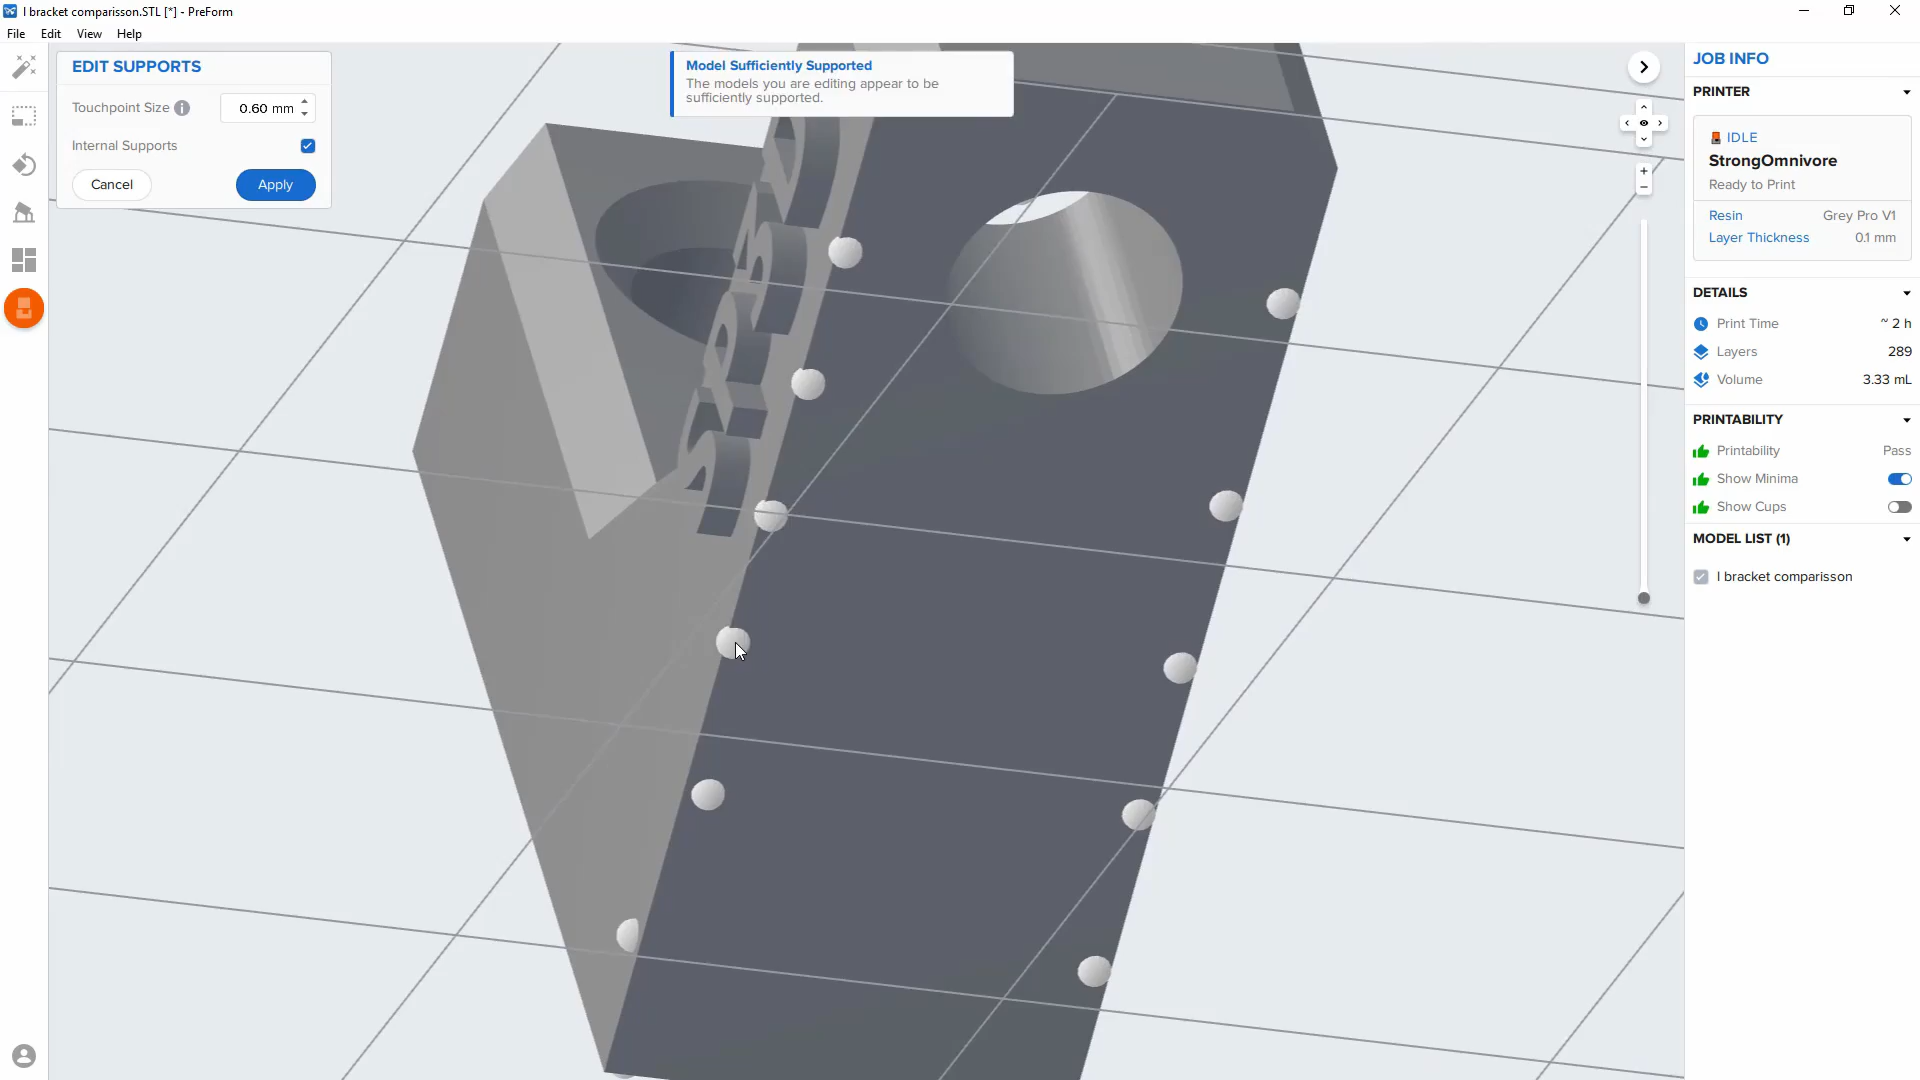 I bracket comparisson.STL [*] - PreForm
File Edit View Help
EDIT SUPPORTS
Touchpoint Size i 0.60 mm
Internal Supports
Cancel Apply
Model Sufficiently Supported
The models you are editing appear to be
sufficiently supported.
JOB INFO
PRINTER
IDLE
StrongOmnivore
Ready to Print
Resin Grey Pro V1
Layer Thickness 0.1 mm
DETAILS
Print Time ~ 2 h
Layers 289
Volume 3.33 mL
PRINTABILITY
Printability Pass
Show Minima
Show Cups
MODEL LIST (1)
I bracket comparisson